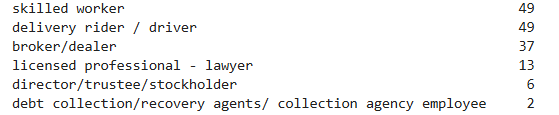 skilled worker 49
delivery rider / driver 49
broker/dealer 37
licensed professional - lawyer 13
director/trustee/stockholder 6
debt collection/recovery agents/ collection agency employee 2